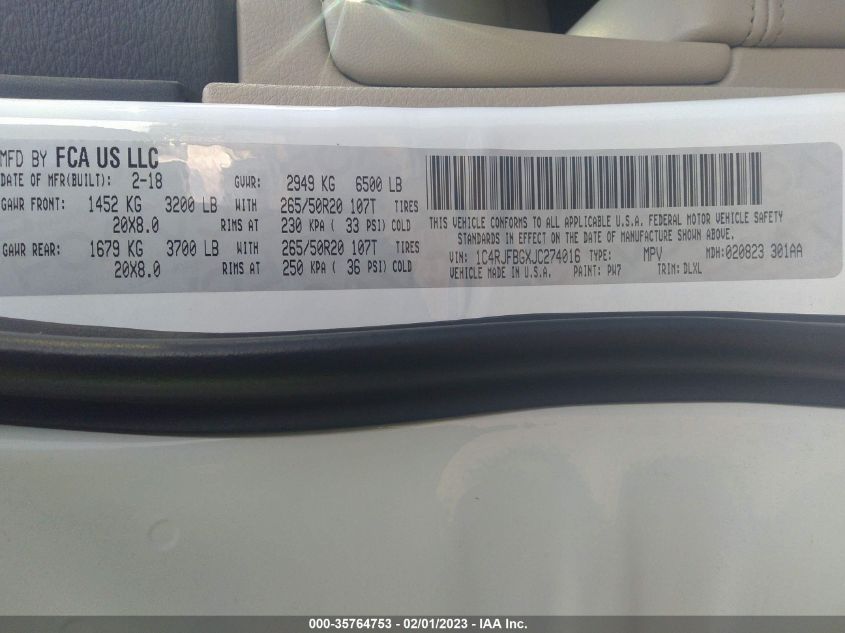 MFD BY FCA US LLC
DATE OF MFR(BUILT): 2-18 GVWR: 2949 KG 6500 LB
GAWR FRONT: 1452 KG 3200 LB WITH 265/50R20 107T TIRES
20X8.0 RIMS AT 230 KPA ( 33 PSI) COLD
GAWR REAR: 1679 KG 3700 LB WITH 265/50R20 107T TIRES
20X8.0 RIMS AT 250 KPA ( 36 PSI) COLD
THIS VEHICLE CONFORMS TO ALL APPLICABLE U.S.A. FEDERAL MOTOR VEHICLE SAFETY
STANDARDS IN EFFECT ON THE DATE OF MANUFACTURE SHOWN ABOVE.
VIN: 1C4RJFBGXJC274016 TYPE: MPV MDH:020823 301AA
VEHICLE MADE IN U.S.A. PAINT: PW7 TRIM: DLXL
000-35764753 - 02/01/2023 - IAA Inc.